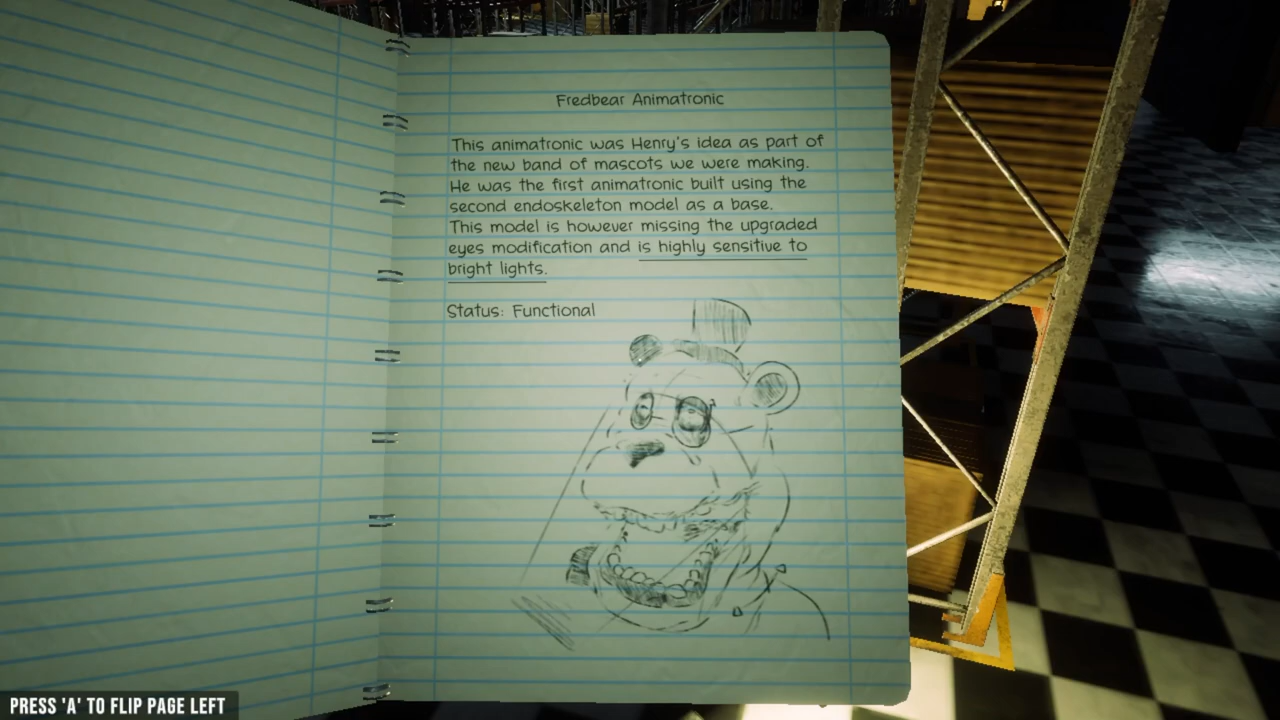 Fredbear Animatronic
This animatronic was Henry's idea as part of
the new band of mascots we were making.
He was the first animatronic built using the
second endoskeleton model as a base.
This model is however missing the upgraded
eyes modification and is highly sensitive to
bright lights.
Status: Functional
PRESS 'A' TO FLIP PAGE LEFT